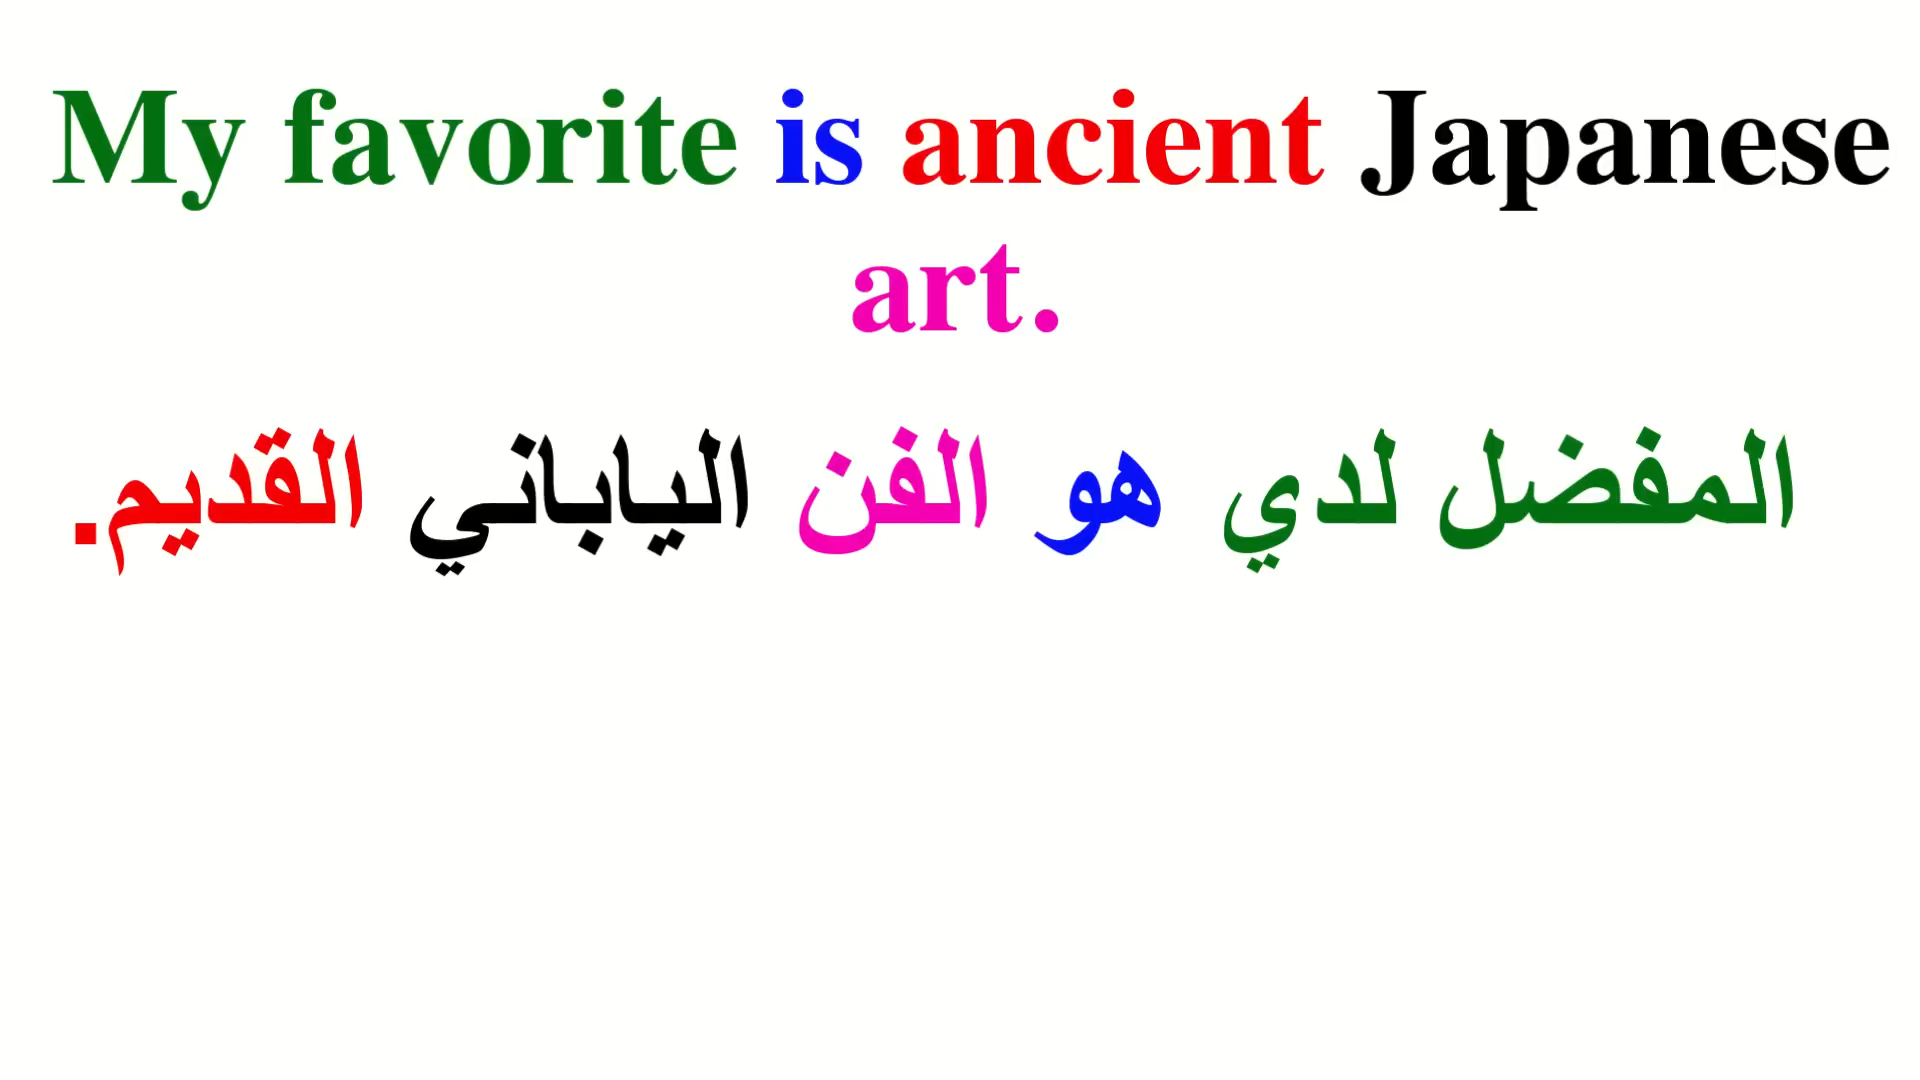 My favorite is ancient Japanese
art.
المفضل لدي هو الفن الياباني القديم.